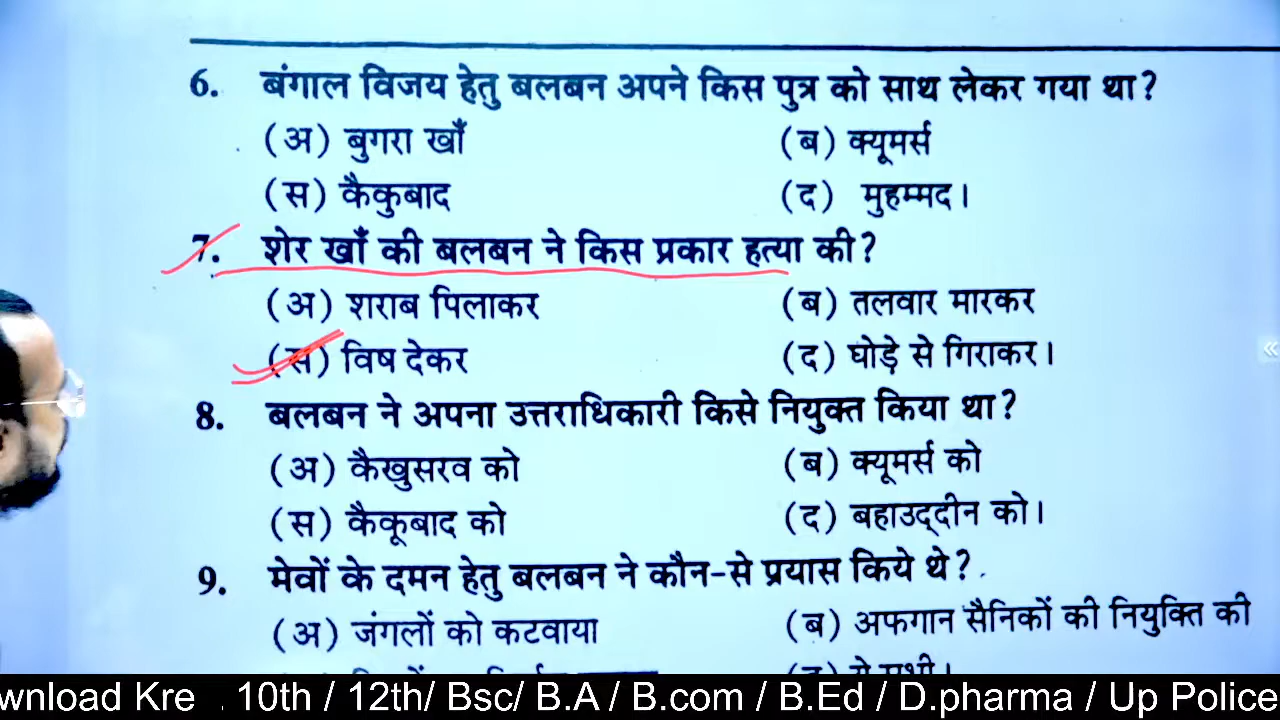 6. बंगाल विजय हेतु बलबन अपने किस पुत्र को साथ लेकर गया था?
(अ) बुगरा खाँ (ब) क्यूमर्स
(स) कैकुबाद (द) मुहम्मद।
7. शेर खाँ की बलबन ने किस प्रकार हत्या की?
(अ) शराब पिलाकर (ब) तलवार मारकर
(स) विष देकर (द) घोड़े से गिराकर।
8. बलबन ने अपना उत्तराधिकारी किसे नियुक्त किया था?
(अ) कैखुसरव को (ब) क्यूमर्स को
(स) कैकूबाद को (द) बहाउद्दीन को।
9. मेवों के दमन हेतु बलबन ने कौन-से प्रयास किये थे?
(अ) जंगलों को कटवाया (ब) अफगान सैनिकों की नियुक्ति की
(द) ये सभी।
wnload Kre . 10th / 12th/ Bsc/ B.A / B.com / B.Ed / D.pharma / Up Police